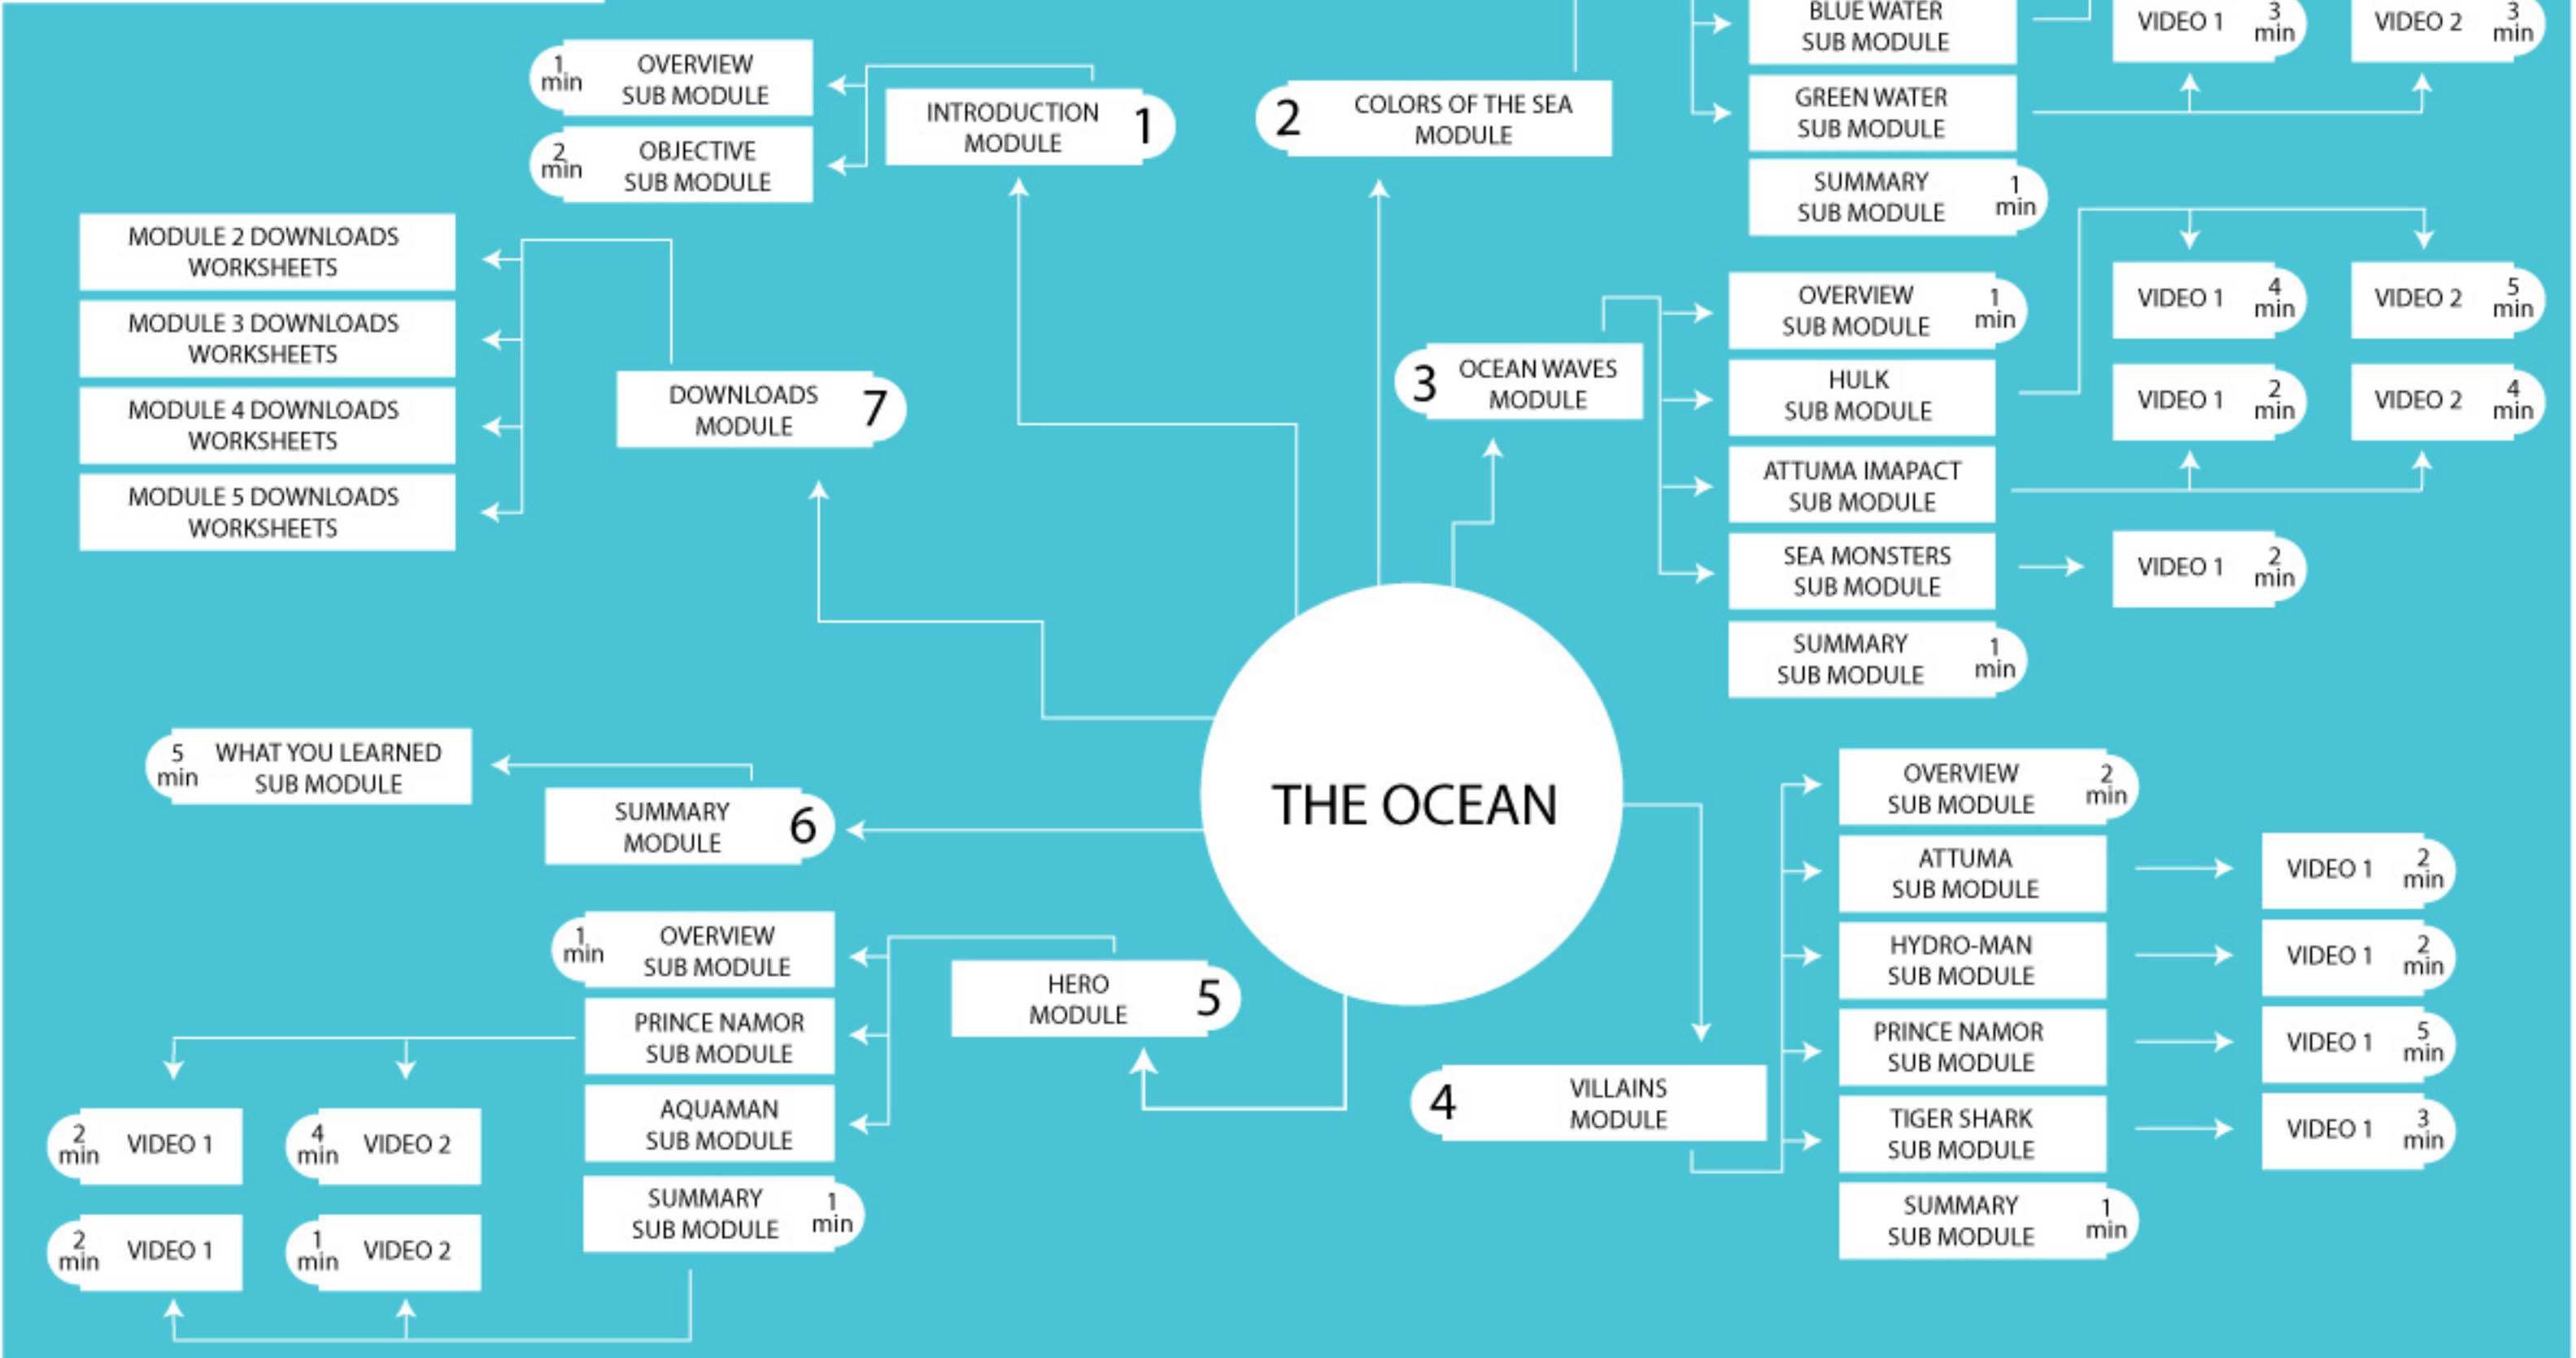 OVERVIEW
SUB MODULE
1
min
OBJECTIVE
SUB MODULE
2
min
INTRODUCTION
MODULE
1
2
COLORS OF THE SEA
MODULE
BLUE WATER
SUB MODULE
VIDEO 1
3
min
VIDEO 2
3
min
GREEN WATER
SUB MODULE
SUMMARY
SUB MODULE
1
min
MODULE 2 DOWNLOADS
WORKSHEETS
MODULE 3 DOWNLOADS
WORKSHEETS
MODULE 4 DOWNLOADS
WORKSHEETS
MODULE 5 DOWNLOADS
WORKSHEETS
DOWNLOADS
MODULE
7
3
OCEAN WAVES
MODULE
OVERVIEW
SUB MODULE
1
min
HULK
SUB MODULE
VIDEO 1
4
min
VIDEO 2
5
min
ATTUMA IMAPACT
SUB MODULE
VIDEO 1
2
min
VIDEO 2
4
min
SEA MONSTERS
SUB MODULE
VIDEO 1
2
min
SUMMARY
SUB MODULE
1
min
THE OCEAN
5
min
WHAT YOU LEARNED
SUB MODULE
SUMMARY
MODULE
6
1
min
OVERVIEW
SUB MODULE
PRINCE NAMOR
SUB MODULE
AQUAMAN
SUB MODULE
SUMMARY
SUB MODULE
1
min
HERO
MODULE
5
2
min
VIDEO 1
4
min
VIDEO 2
2
min
VIDEO 1
1
min
VIDEO 2
4
VILLAINS
MODULE
OVERVIEW
SUB MODULE
2
min
ATTUMA
SUB MODULE
VIDEO 1
2
min
HYDRO-MAN
SUB MODULE
VIDEO 1
2
min
PRINCE NAMOR
SUB MODULE
VIDEO 1
5
min
TIGER SHARK
SUB MODULE
VIDEO 1
3
min
SUMMARY
SUB MODULE
1
min